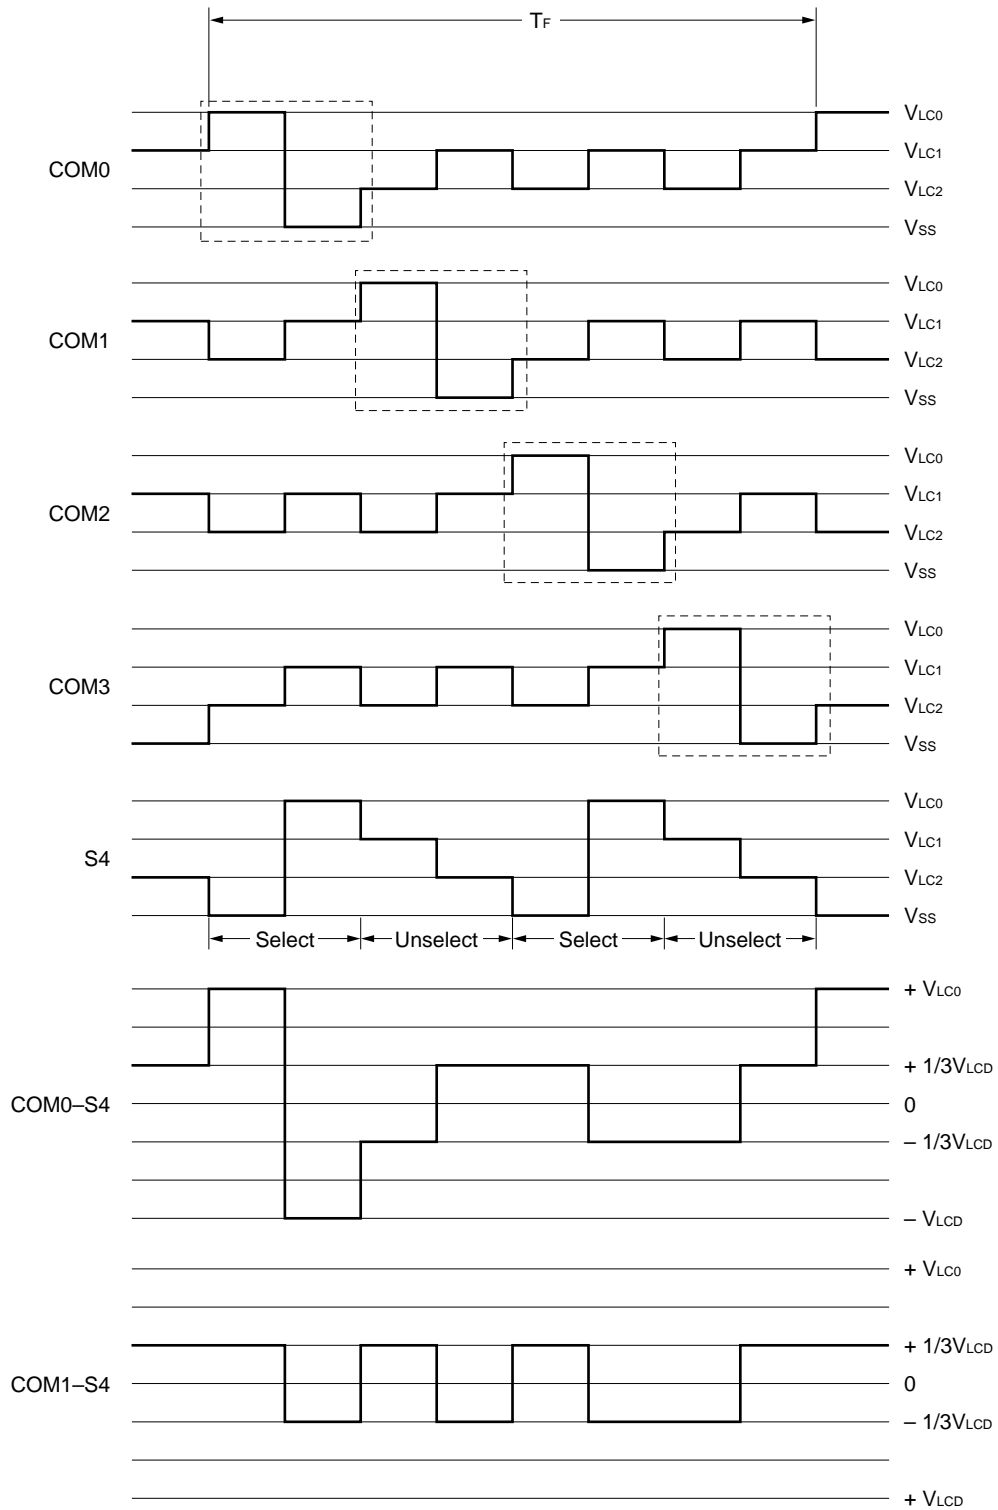 TF
VLC0
VLC1
COM0
VLC2
VSS
VLC0
VLC1
COM1
VLC2
VSS
VLC0
VLC1
COM2
VLC2
VSS
VLC0
VLC1
COM3
VLC2
VSS
VLC0
VLC1
S4
VLC2
VSS
Select Unselect Select Unselect
+ VLC0
+ 1/3VLCD
COM0–S4 0
– 1/3VLCD
– VLCD
+ VLC0
+ 1/3VLCD
COM1–S4 0
– 1/3VLCD
+ VLCD